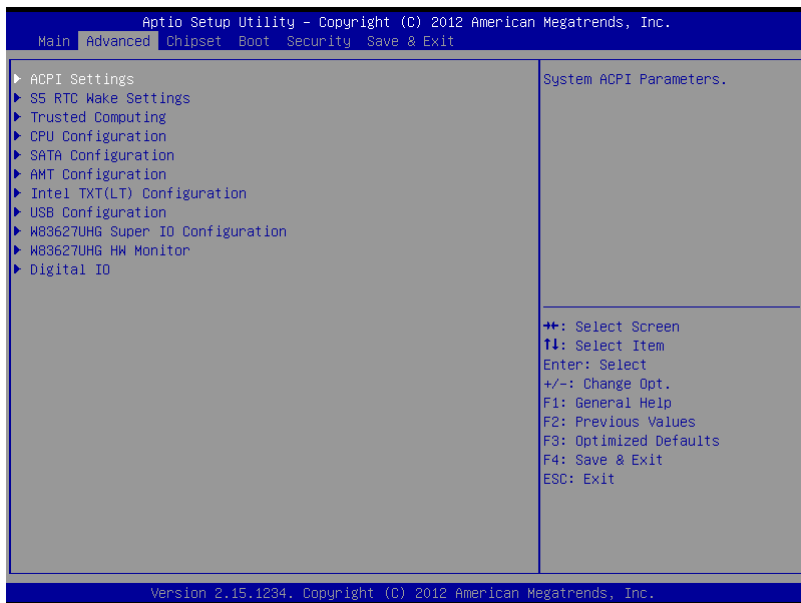 Aptio Setup Utility – Copyright (C) 2012 American Megatrends, Inc.
Main Advanced Chipset Boot Security Save & Exit
▶ ACPI Settings
▶ S5 RTC Wake Settings
▶ Trusted Computing
▶ CPU Configuration
▶ SATA Configuration
▶ AMT Configuration
▶ Intel TXT(LT) Configuration
▶ USB Configuration
▶ W83627UHG Super IO Configuration
▶ W83627UHG HW Monitor
▶ Digital IO
System ACPI Parameters.
→←: Select Screen
↑↓: Select Item
Enter: Select
+/-: Change Opt.
F1: General Help
F2: Previous Values
F3: Optimized Defaults
F4: Save & Exit
ESC: Exit
Version 2.15.1234. Copyright (C) 2012 American Megatrends, Inc.